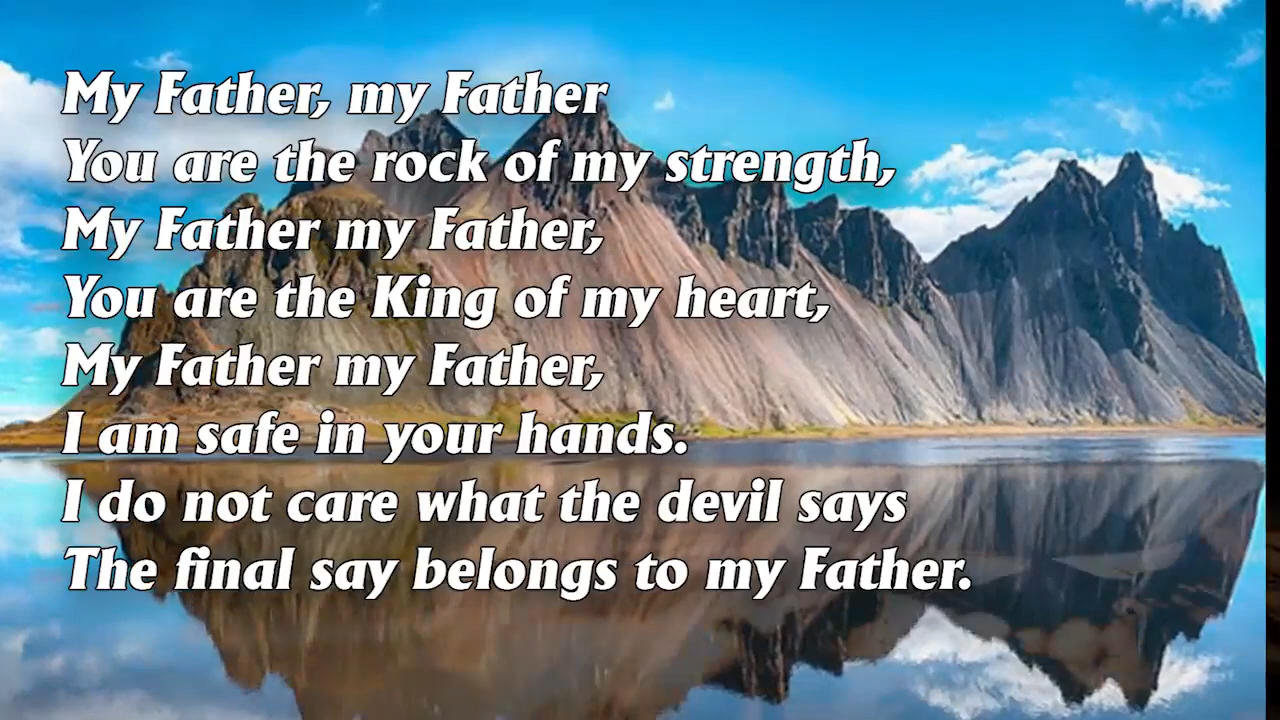 My Father, my Father
You are the rock of my strength,
My Father my Father,
You are the King of my heart,
My Father my Father,
I am safe in your hands.
I do not care what the devil says
The final say belongs to my Father.